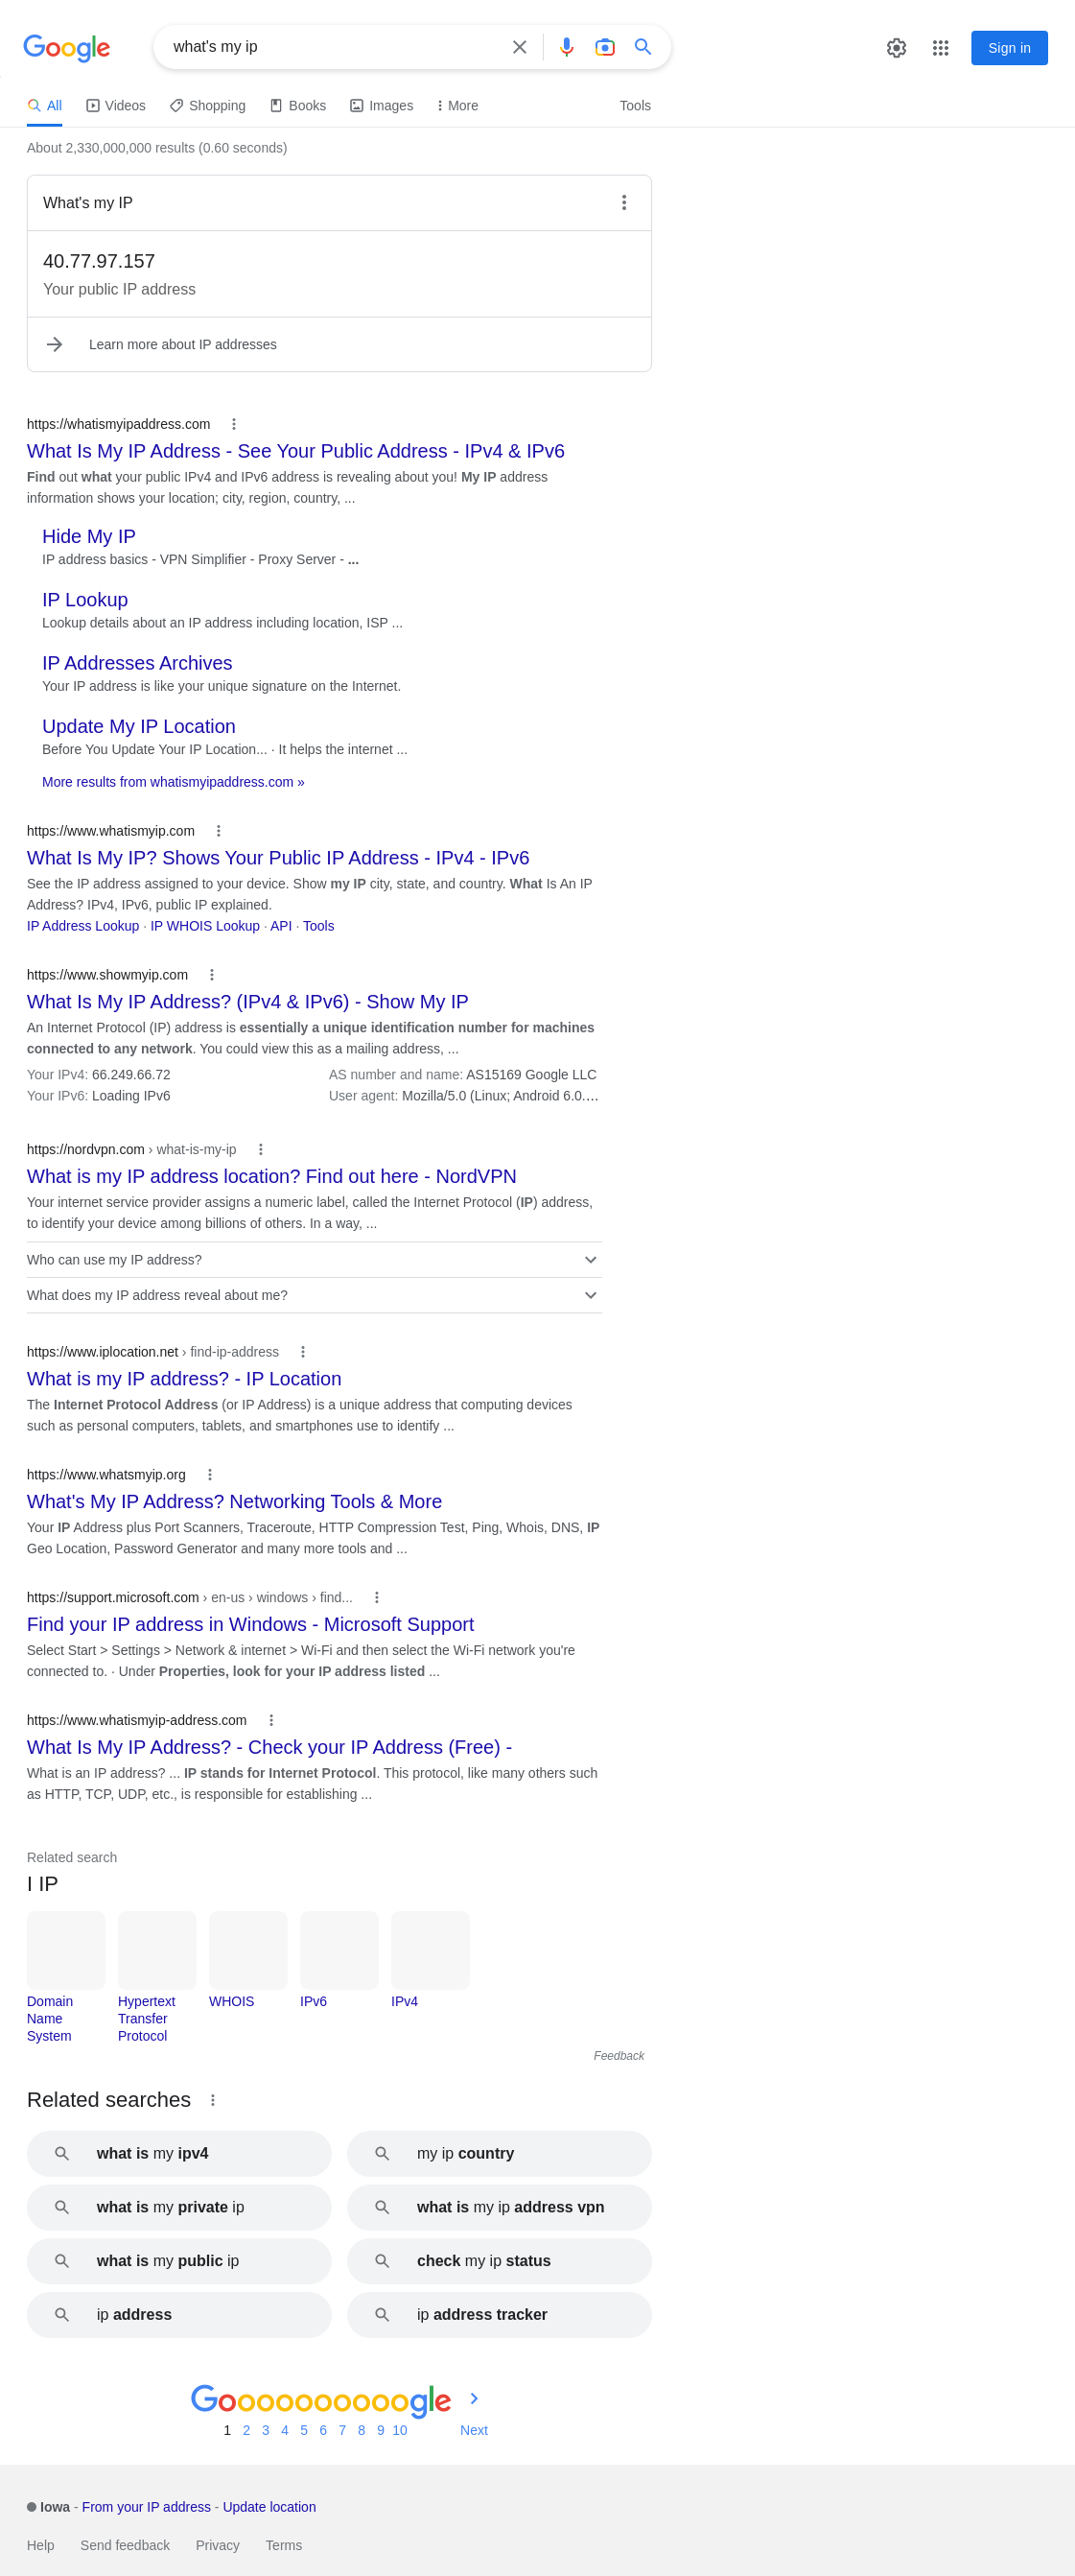 Google
what's my ip
Sign in
All
Videos
Shopping
Books
Images
More
Tools
About 2,330,000,000 results (0.60 seconds)
What's my IP
40.77.97.157
Your public IP address
Learn more about IP addresses
https://whatismyipaddress.com
What Is My IP Address - See Your Public Address - IPv4 & IPv6
Find out what your public IPv4 and IPv6 address is revealing about you! My IP address
information shows your location; city, region, country, ...
Hide My IP
IP address basics - VPN Simplifier - Proxy Server - ...
IP Lookup
Lookup details about an IP address including location, ISP ...
IP Addresses Archives
Your IP address is like your unique signature on the Internet.
Update My IP Location
Before You Update Your IP Location... · It helps the internet ...
More results from whatismyipaddress.com »
https://www.whatismyip.com
What Is My IP? Shows Your Public IP Address - IPv4 - IPv6
See the IP address assigned to your device. Show my IP city, state, and country. What Is An IP
Address? IPv4, IPv6, public IP explained.
IP Address Lookup · IP WHOIS Lookup · API · Tools
https://www.showmyip.com
What Is My IP Address? (IPv4 & IPv6) - Show My IP
An Internet Protocol (IP) address is essentially a unique identification number for machines
connected to any network. You could view this as a mailing address, ...
Your IPv4: 66.249.66.72
AS number and name: AS15169 Google LLC
Your IPv6: Loading IPv6
User agent: Mozilla/5.0 (Linux; Android 6.0....
https://nordvpn.com › what-is-my-ip
What is my IP address location? Find out here - NordVPN
Your internet service provider assigns a numeric label, called the Internet Protocol (IP) address,
to identify your device among billions of others. In a way, ...
Who can use my IP address?
What does my IP address reveal about me?
https://www.iplocation.net › find-ip-address
What is my IP address? - IP Location
The Internet Protocol Address (or IP Address) is a unique address that computing devices
such as personal computers, tablets, and smartphones use to identify ...
https://www.whatsmyip.org
What's My IP Address? Networking Tools & More
Your IP Address plus Port Scanners, Traceroute, HTTP Compression Test, Ping, Whois, DNS, IP
Geo Location, Password Generator and many more tools and ...
https://support.microsoft.com › en-us › windows › find...
Find your IP address in Windows - Microsoft Support
Select Start > Settings > Network & internet > Wi-Fi and then select the Wi-Fi network you're
connected to. · Under Properties, look for your IP address listed ...
https://www.whatismyip-address.com
What Is My IP Address? - Check your IP Address (Free) -
What is an IP address? ... IP stands for Internet Protocol. This protocol, like many others such
as HTTP, TCP, UDP, etc., is responsible for establishing ...
Related search
I IP
Domain
Name
System
Hypertext
Transfer
Protocol
WHOIS
IPv6
IPv4
Feedback
Related searches
what is my ipv4
my ip country
what is my private ip
what is my ip address vpn
what is my public ip
check my ip status
ip address
ip address tracker
Goooooooooogle
1 2 3 4 5 6 7 8 9 10 Next
Iowa - From your IP address - Update location
Help Send feedback Privacy Terms